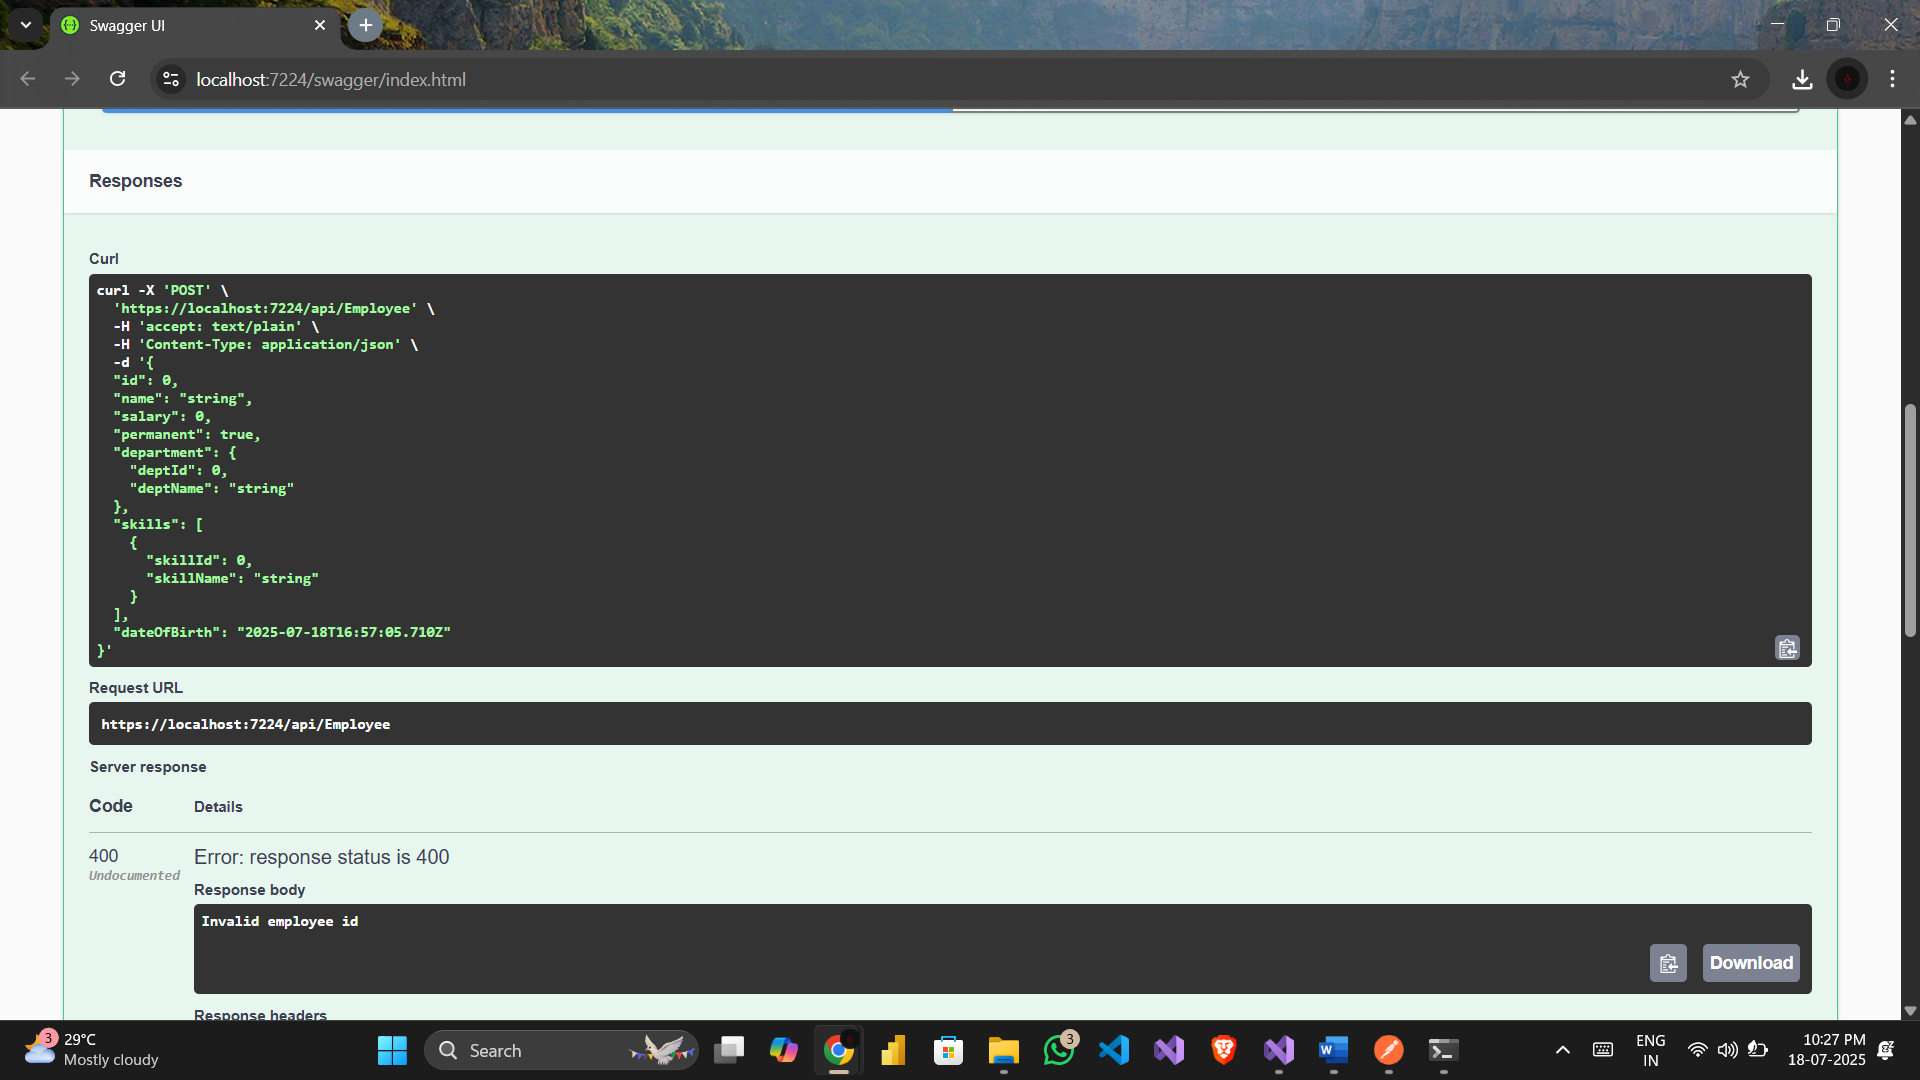 Swagger UI
localhost:7224/swagger/index.html
Responses
Curl
curl -X 'POST' \
  'https://localhost:7224/api/Employee' \
  -H 'accept: text/plain' \
  -H 'Content-Type: application/json' \
  -d '{
  "id": 0,
  "name": "string",
  "salary": 0,
  "permanent": true,
  "department": {
    "deptId": 0,
    "deptName": "string"
  },
  "skills": [
    {
      "skillId": 0,
      "skillName": "string"
    }
  ],
  "dateOfBirth": "2025-07-18T16:57:05.710Z"
}'
Request URL
https://localhost:7224/api/Employee
Server response
Code Details
400 Error: response status is 400
Undocumented
Response body
Invalid employee id
Download
Response headers
3
29°C
Mostly cloudy
Search
3
ENG
IN
10:27 PM
18-07-2025